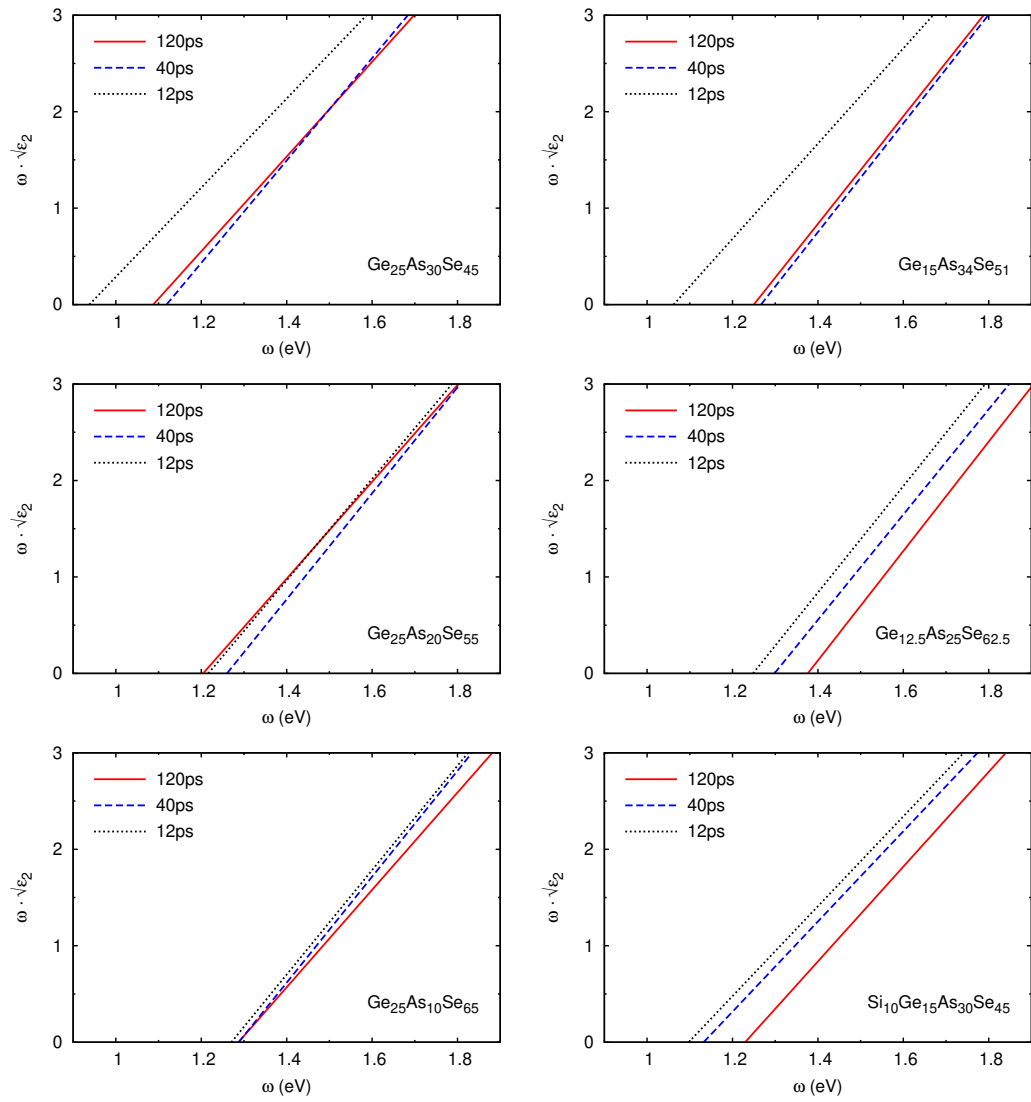 3
2
1
0
1
1.2
1.4
1.6
1.8
ω · √ε2
ω (eV)
120ps
40ps
12ps
Ge25As30Se45
3
2
1
0
1
1.2
1.4
1.6
1.8
ω · √ε2
ω (eV)
120ps
40ps
12ps
Ge15As34Se51
3
2
1
0
1
1.2
1.4
1.6
1.8
ω · √ε2
ω (eV)
120ps
40ps
12ps
Ge25As20Se55
3
2
1
0
1
1.2
1.4
1.6
1.8
ω · √ε2
ω (eV)
120ps
40ps
12ps
Ge12.5As25Se62.5
3
2
1
0
1
1.2
1.4
1.6
1.8
ω · √ε2
ω (eV)
120ps
40ps
12ps
Ge25As10Se65
3
2
1
0
1
1.2
1.4
1.6
1.8
ω · √ε2
ω (eV)
120ps
40ps
12ps
Si10Ge15As30Se45